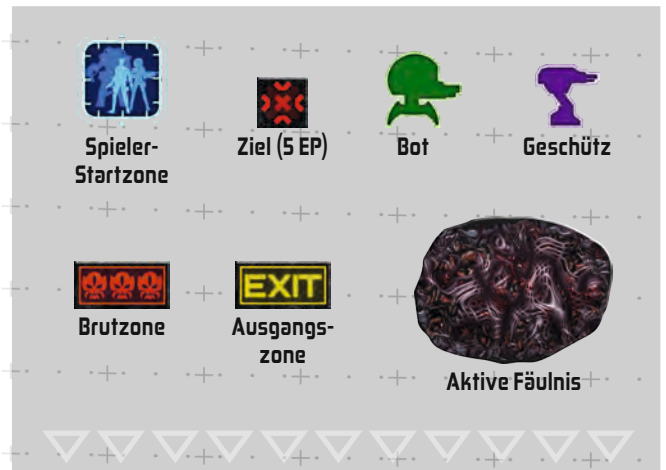 Spieler-
Startzone
Ziel (5 EP)
Bot
Geschütz
Brutzone
EXIT
Ausgangs-
zone
Aktive Fäulnis